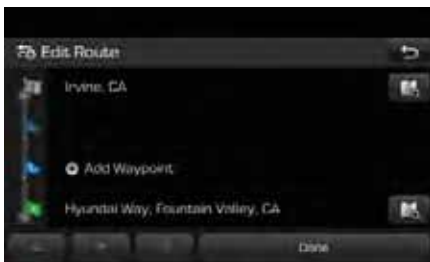 Edit Route
Irvine, CA
Add Waypoint
Hyundai Way, Fountain Valley, CA
Done